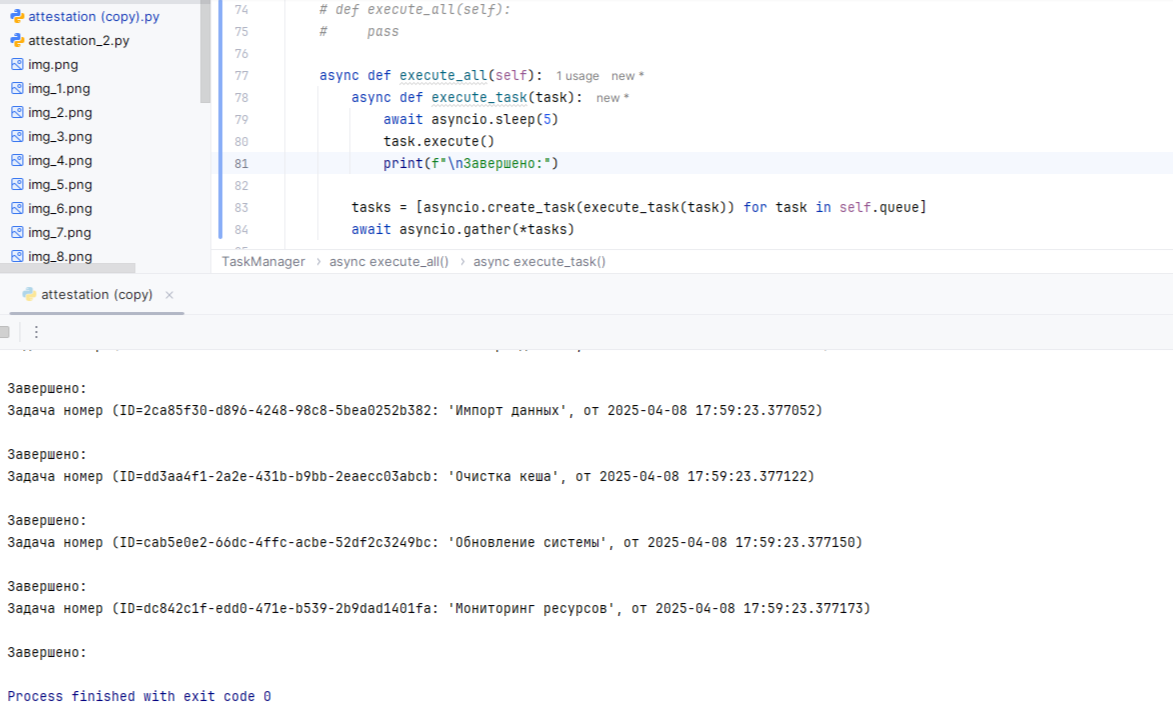 attestation (copy).py
attestation_2.py
img.png
img_1.png
img_2.png
img_3.png
img_4.png
img_5.png
img_6.png
img_7.png
img_8.png
74 # def execute_all(self):
75 #     pass
76
77 async def execute_all(self): 1 usage new *
78     async def execute_task(task): new *
79         await asyncio.sleep(5)
80         task.execute()
81         print(f"\nЗавершено:")
82
83     tasks = [asyncio.create_task(execute_task(task)) for task in self.queue]
84     await asyncio.gather(*tasks)
TaskManager › async execute_all() › async execute_task()
attestation (copy) ×
Завершено:
Задача номер (ID=2ca85f30-d896-4248-98c8-5bea0252b382: 'Импорт данных', от 2025-04-08 17:59:23.377052)
Завершено:
Задача номер (ID=dd3aa4f1-2a2e-431b-b9bb-2eaecc03abcb: 'Очистка кеша', от 2025-04-08 17:59:23.377122)
Завершено:
Задача номер (ID=cab5e0e2-66dc-4ffc-acbe-52df2c3249bc: 'Обновление системы', от 2025-04-08 17:59:23.377150)
Завершено:
Задача номер (ID=dc842c1f-edd0-471e-b539-2b9dad1401fa: 'Мониторинг ресурсов', от 2025-04-08 17:59:23.377173)
Завершено:
Process finished with exit code 0